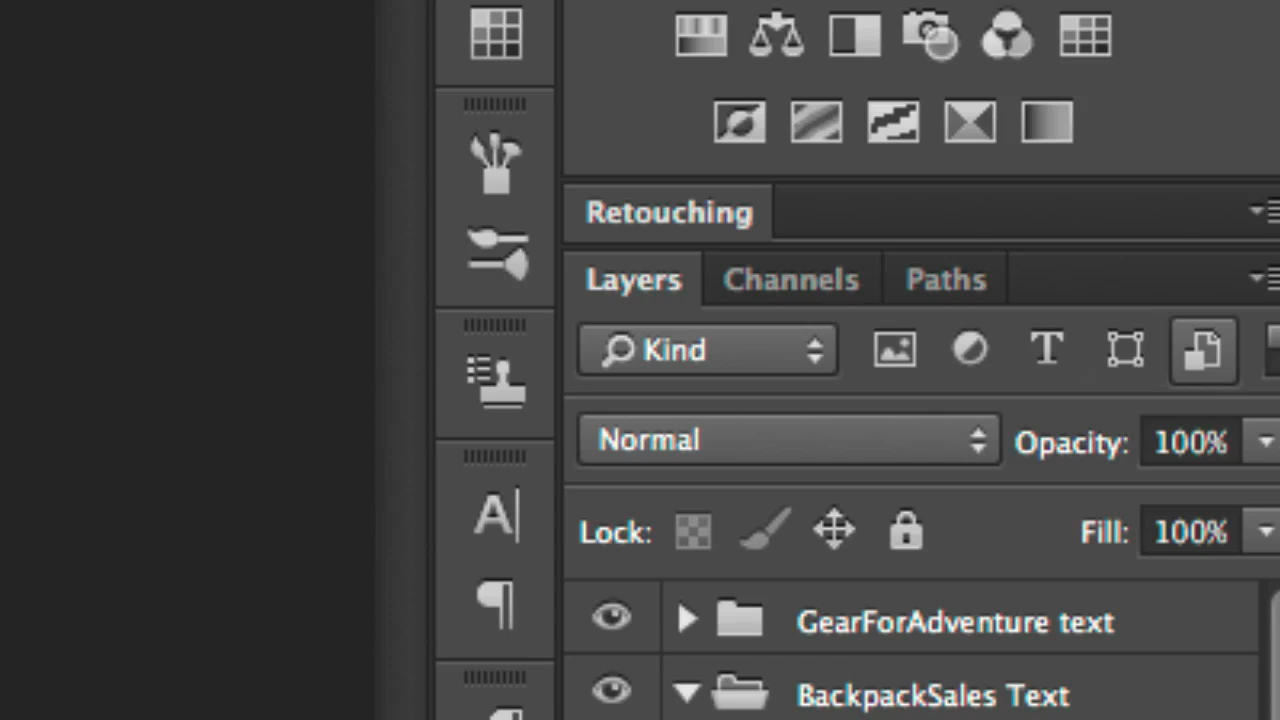 Retouching
Layers Channels Paths
Kind T
Normal Opacity: 100%
Lock: Fill: 100%
A|
¶
GearForAdventure text
BackpackSales Text